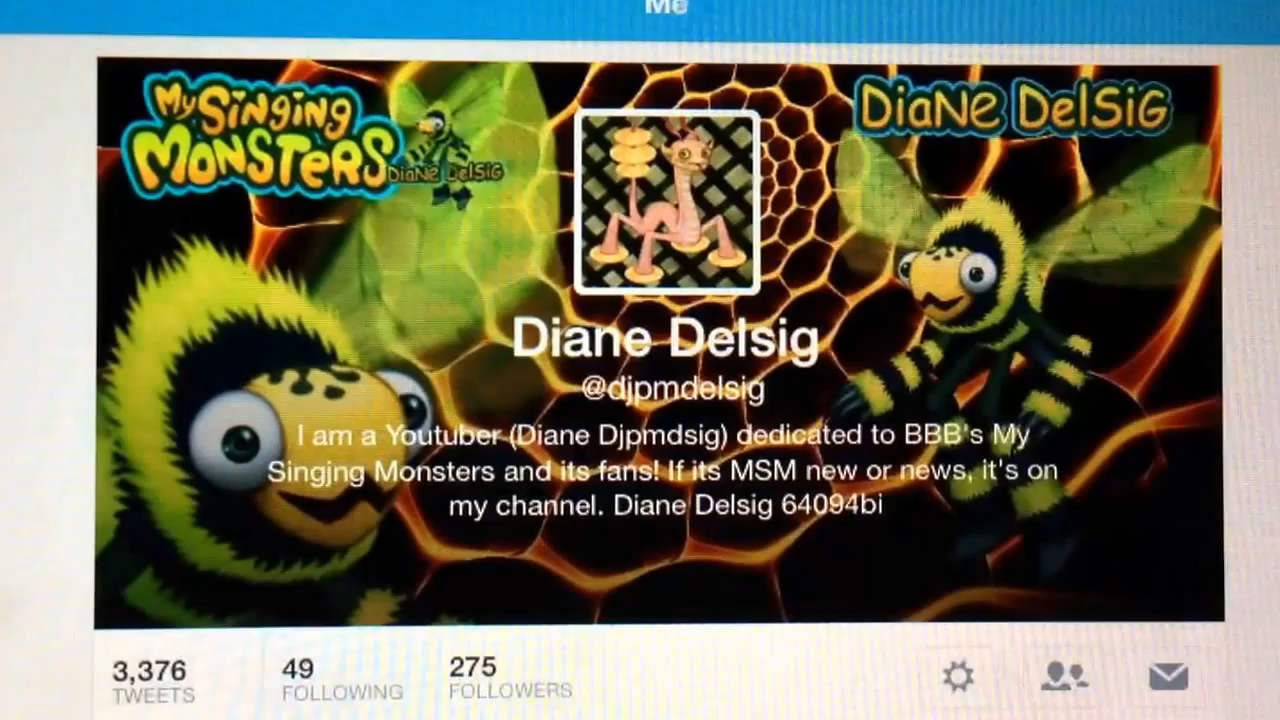 Me
My Singing
Monsters
Diane Delsig
Diane Delsig
Diane Delsig
@djpmdelsig
I am a Youtuber (Diane Djpmdsig) dedicated to BBB's My
Singjng Monsters and its fans! If its MSM new or news, it's on
my channel. Diane Delsig 64094bi
3,376
TWEETS
49
FOLLOWING
275
FOLLOWERS